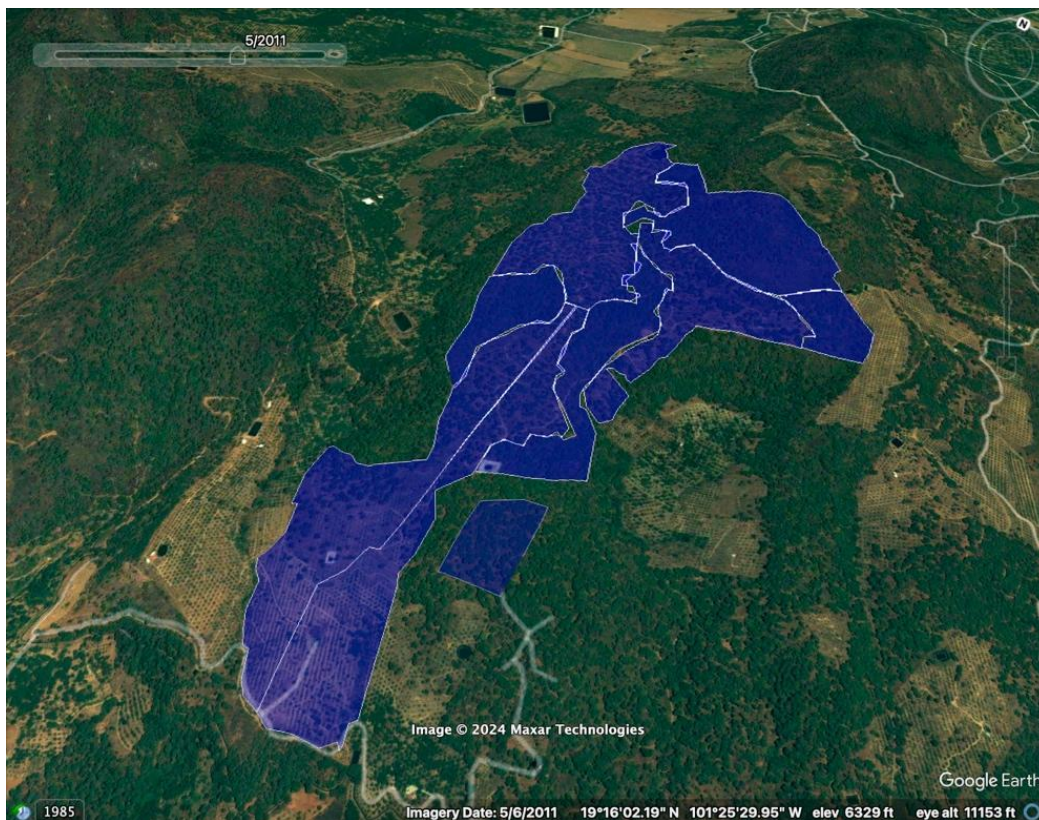 5/2011
N
Image © 2024 Maxar Technologies
Google Earth
1985
Imagery Date: 5/6/2011 19°16'02.19" N 101°25'29.95" W elev 6329 ft eye alt 11153 ft